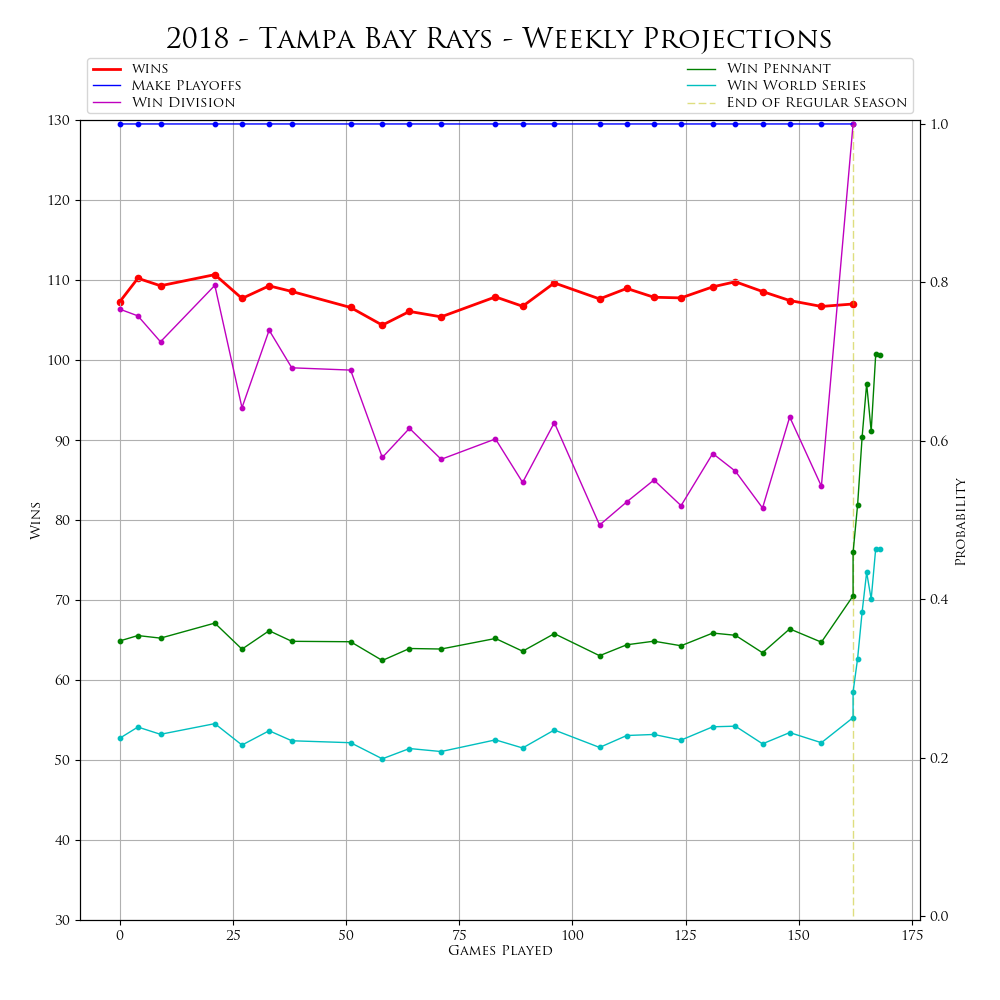 2018 - Tampa Bay Rays - Weekly Projections
wins
Make Playoffs
Win Division
Win Pennant
Win World Series
End of Regular Season
130
120
110
100
90
80
70
60
50
40
30
Wins
1.0
0.8
0.6
0.4
0.2
0.0
Probability
0 25 50 75 100 125 150 175
Games Played